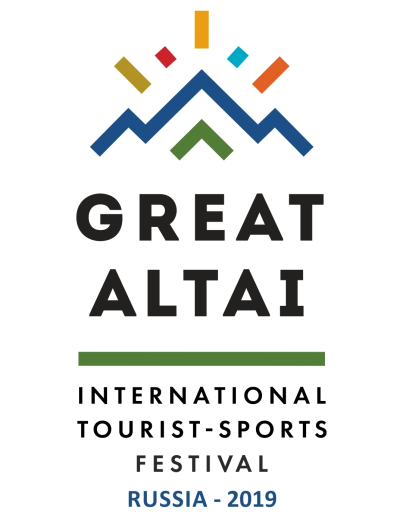 GREAT
ALTAI
INTERNATIONAL
TOURIST-SPORTS
FESTIVAL
RUSSIA - 2019